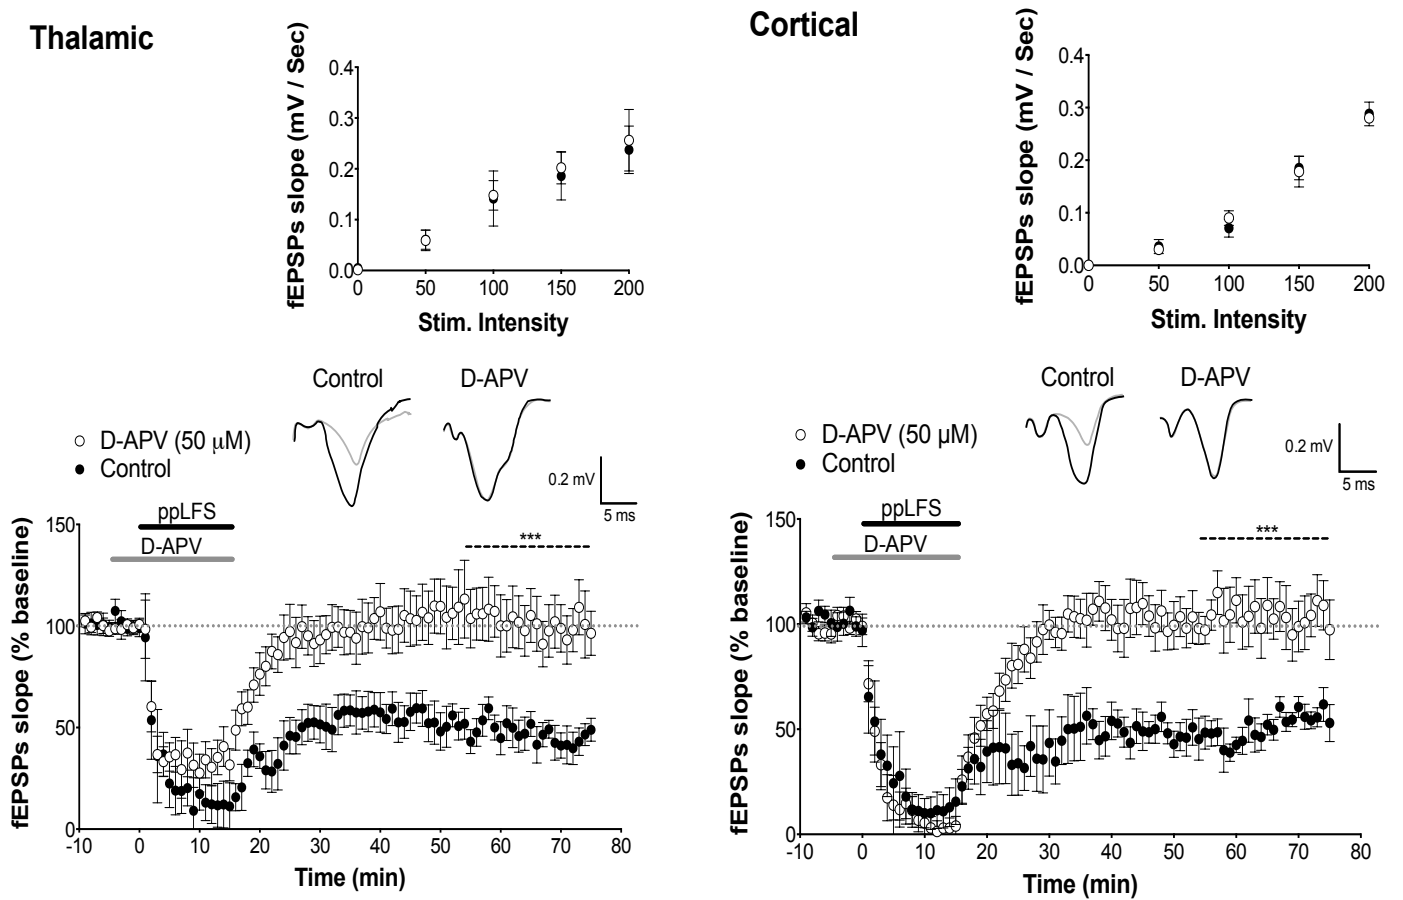 Thalamic
fEPSPs slope (mV / Sec)
0.4
0.3
0.2
0.1
0.0
0 50 100 150 200
Stim. Intensity
Control D-APV
D-APV (50 μM)
Control
0.2 mV
5 ms
ppLFS
D-APV
***
fEPSPs slope (% baseline)
150
100
50
0
-10 0 10 20 30 40 50 60 70 80
Time (min)
Cortical
fEPSPs slope (mV / Sec)
0.4
0.3
0.2
0.1
0.0
0 50 100 150 200
Stim. Intensity
Control D-APV
D-APV (50 µM)
Control
0.2 mV
5 ms
ppLFS
D-APV
***
fEPSPs slope (% baseline)
150
100
50
0
-10 0 10 20 30 40 50 60 70 80
Time (min)